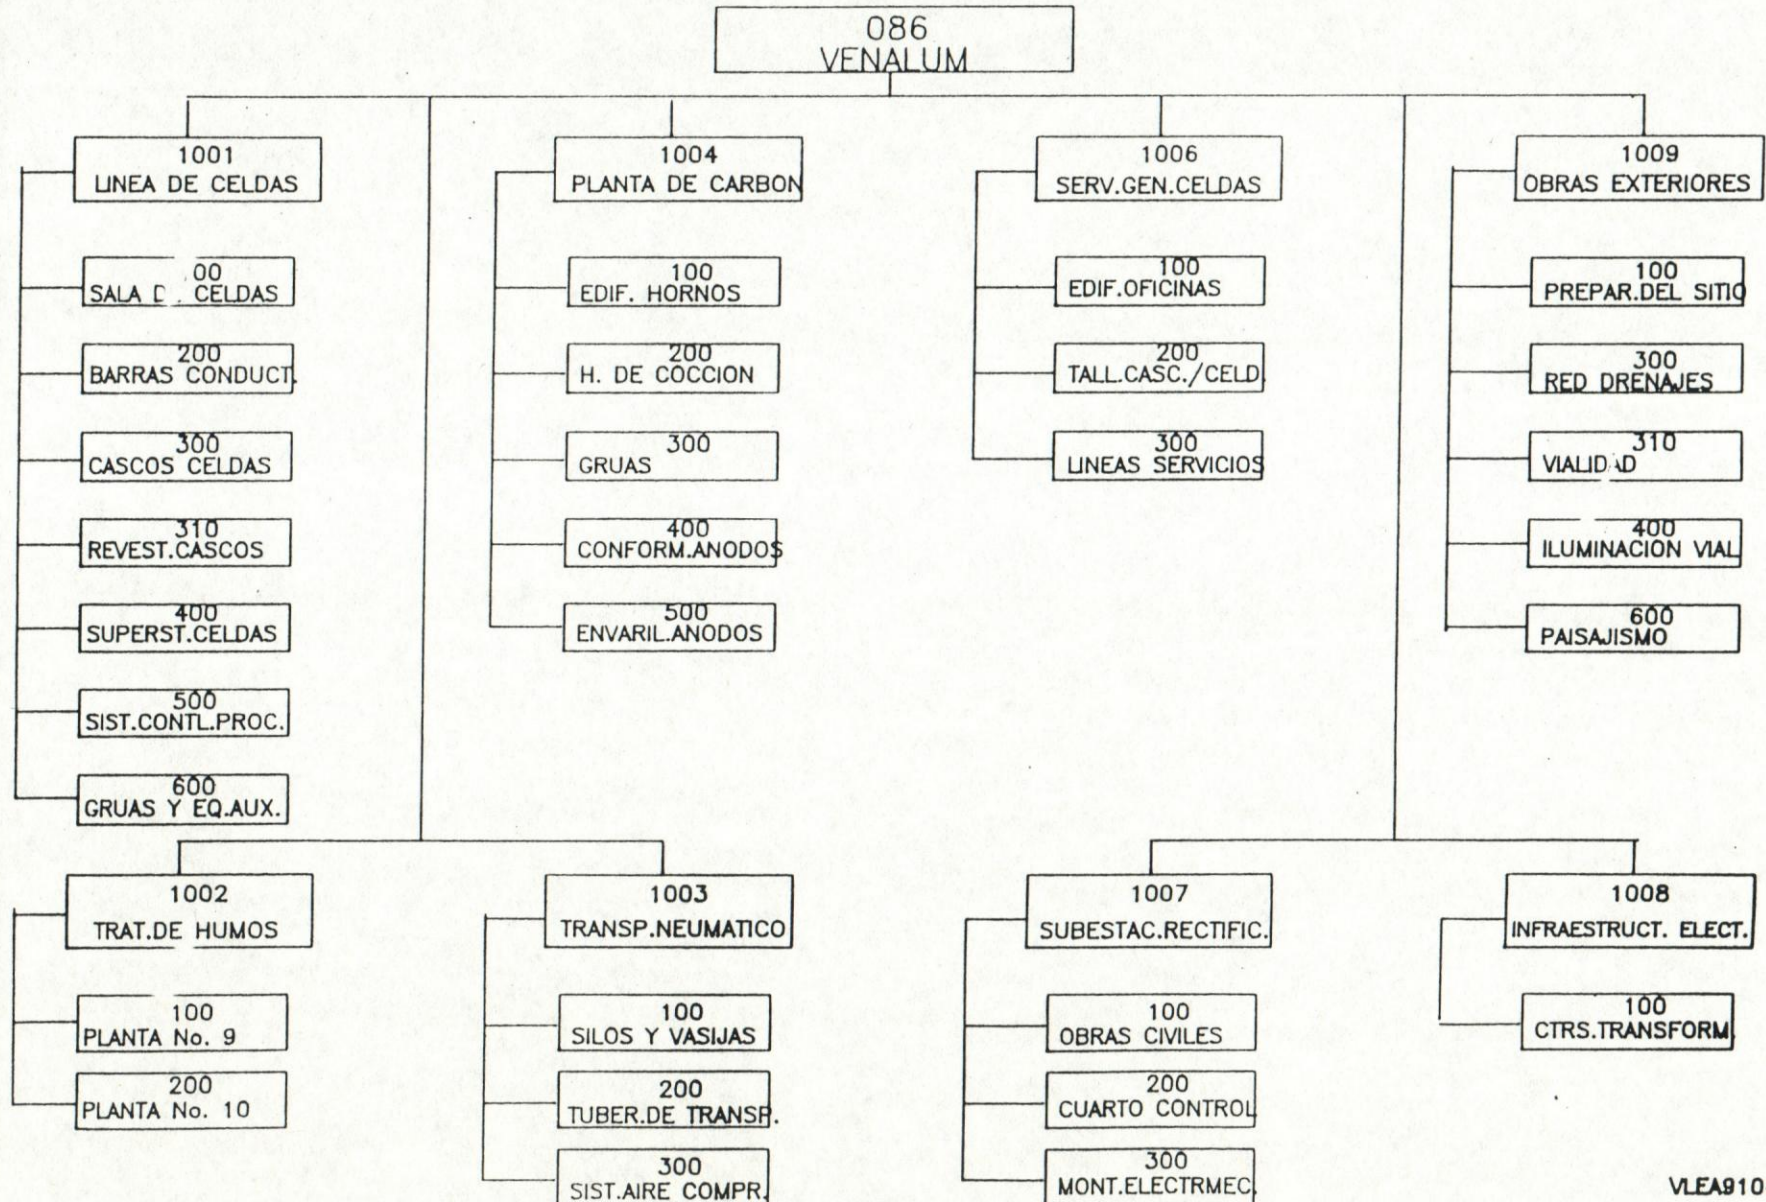 086
VENALUM
1001
LINEA DE CELDAS
00
SALA CELDAS
200
BARRAS CONDUCT.
300
CASCOS CELDAS
310
REVEST.CASCOS
400
SUPERST.CELDAS
500
SIST.CONTL.PROC.
600
GRUAS Y EQ.AUX.
1004
PLANTA DE CARBON
100
EDIF. HORNOS
200
H. DE COCCION
300
GRUAS
400
CONFORM.ANODOS
500
ENVARIL.ANODOS
1006
SERV.GEN.CELDAS
100
EDIF.OFICINAS
200
TALL.CASC./CELD
300
LINEAS SERVICIOS
1009
OBRAS EXTERIORES
100
PREPAR.DEL SITIO
300
RED DRENAJES
310
VIALIDAD
400
ILUMINACION VIAL
600
PAISAJISMO
1002
TRAT.DE HUMOS
100
PLANTA No. 9
200
PLANTA No. 10
1003
TRANSP.NEUMATICO
100
SILOS Y VASIJAS
200
TUBER.DE TRANSP.
300
SIST.AIRE COMPR.
1007
SUBESTAC.RECTIFIC.
100
OBRAS CIVILES
200
CUARTO CONTROL
300
MONT.ELECTRMEC.
1008
INFRAESTRUCT. ELECT.
100
CTRS.TRANSFORM.
VLEA910